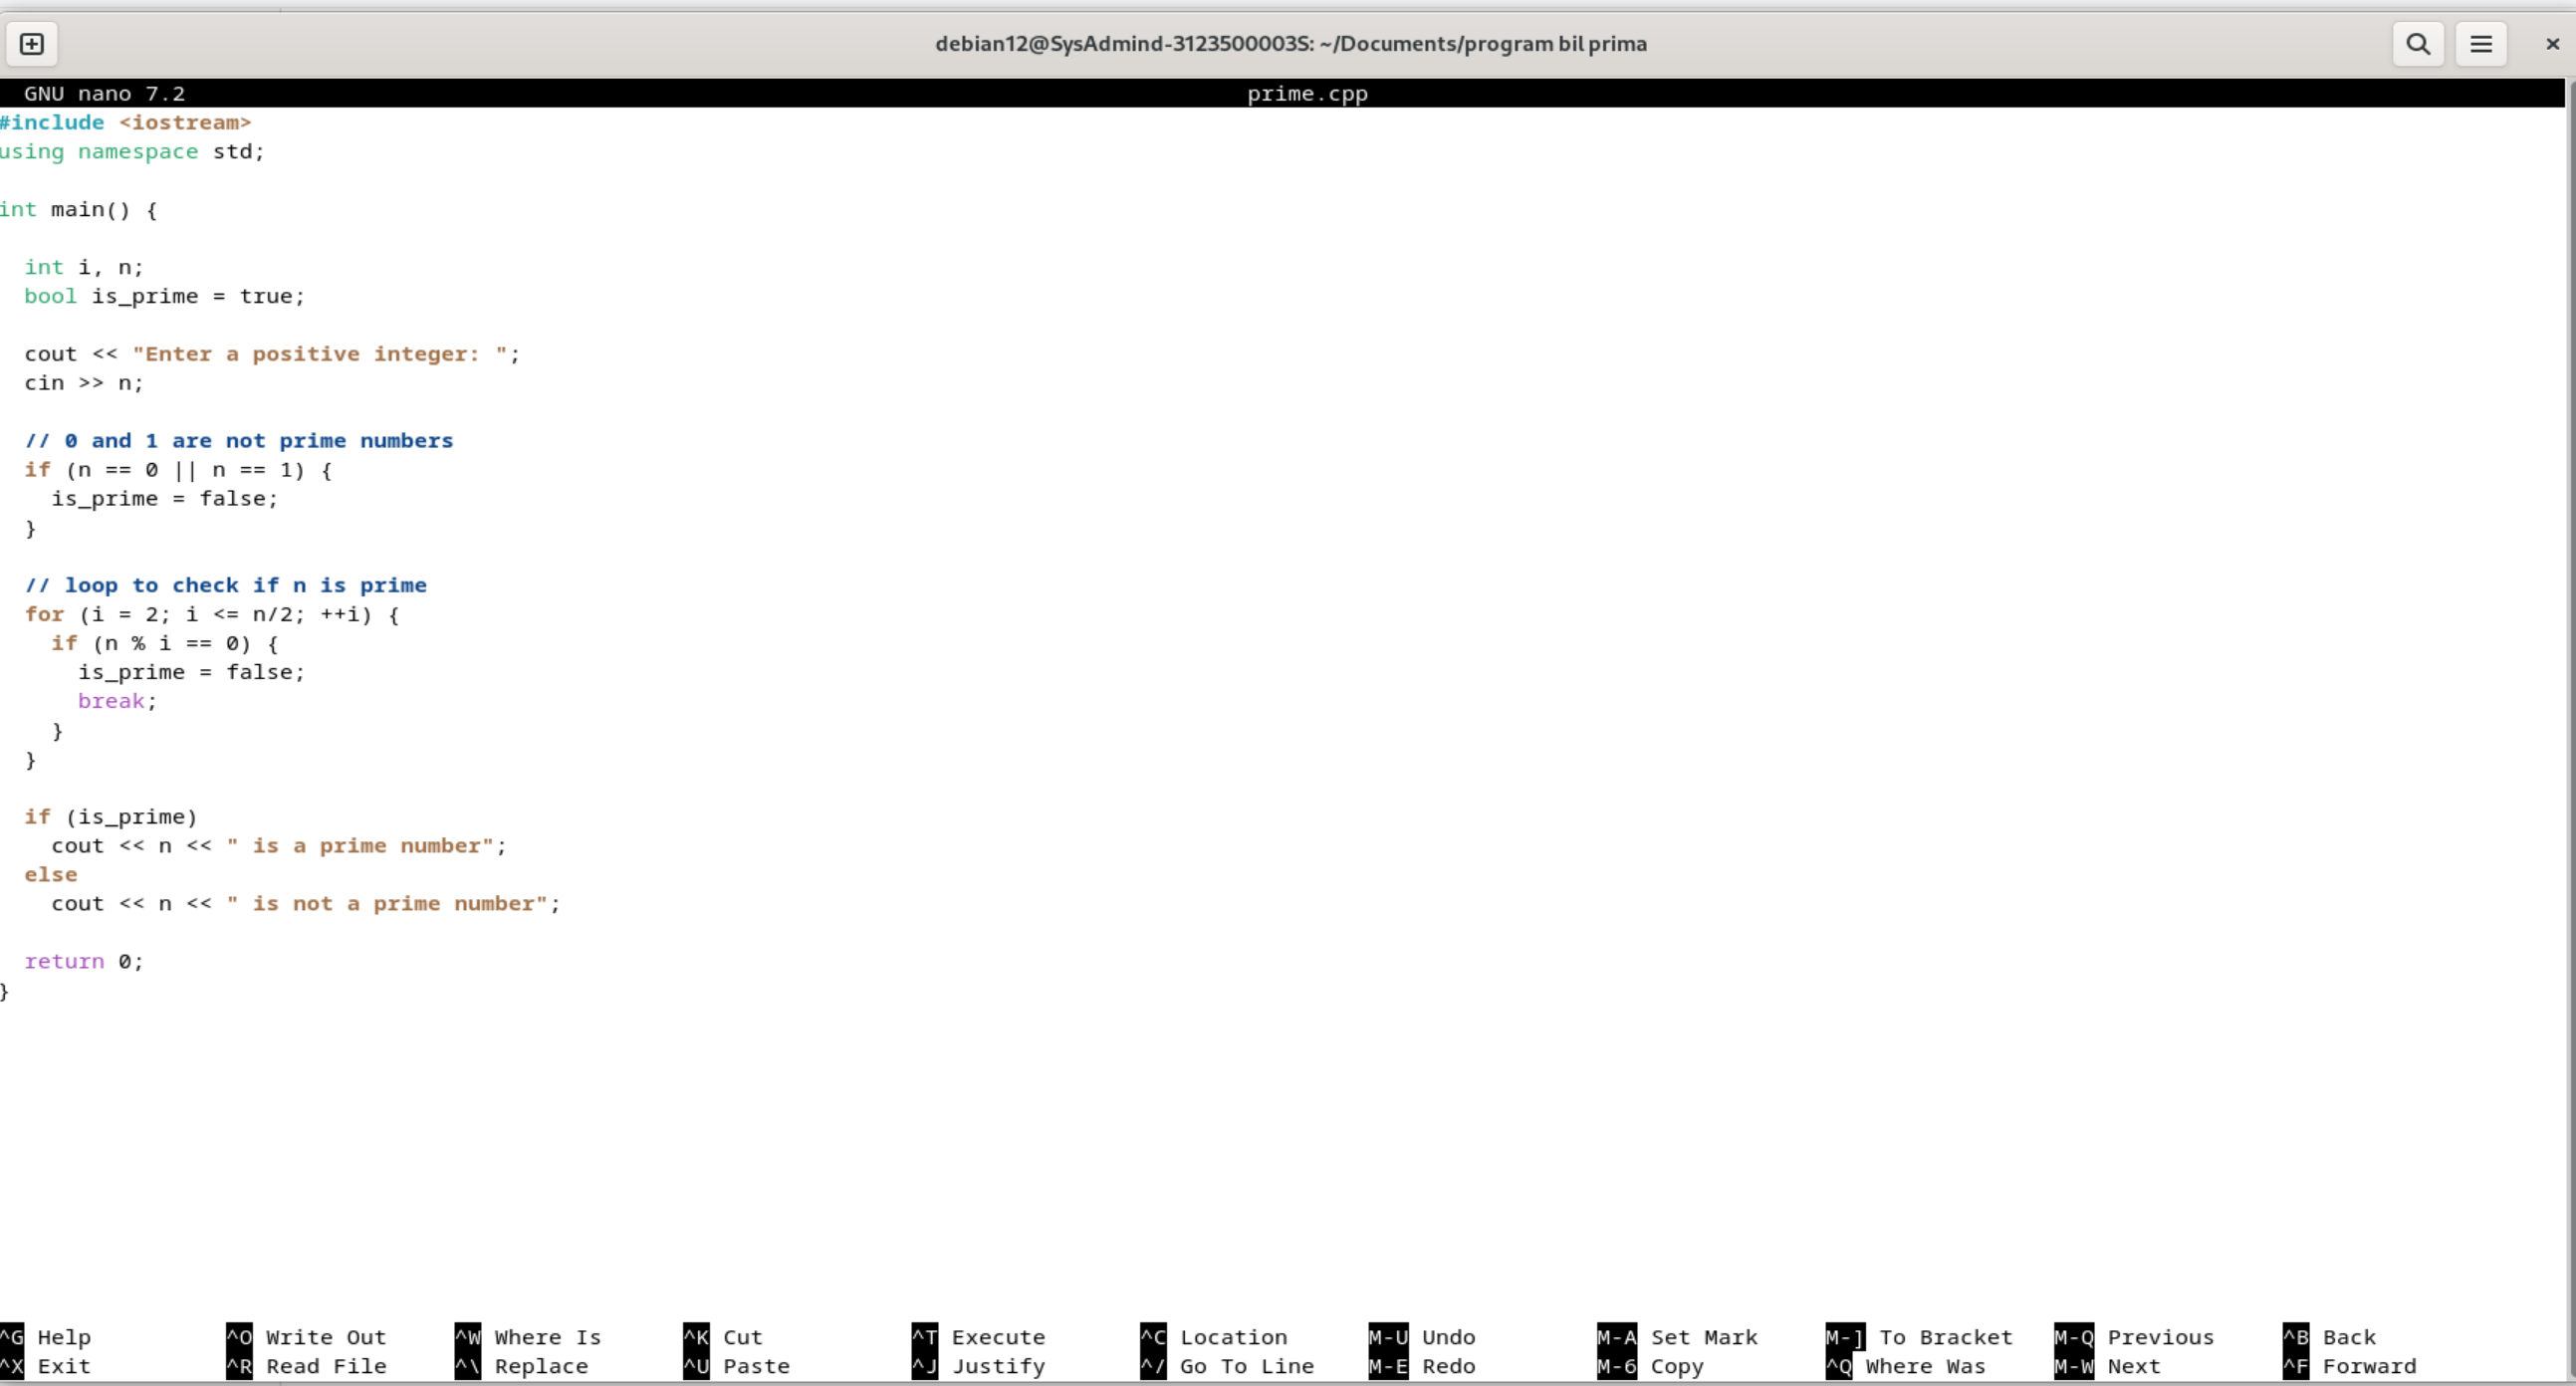 debian12@SysAdmind-3123500003S: ~/Documents/program bil prima
GNU nano 7.2 prime.cpp
#include <iostream>
using namespace std;
int main() {
  int i, n;
  bool is_prime = true;
  cout << "Enter a positive integer: ";
  cin >> n;
  // 0 and 1 are not prime numbers
  if (n == 0 || n == 1) {
    is_prime = false;
  }
  // loop to check if n is prime
  for (i = 2; i <= n/2; ++i) {
    if (n % i == 0) {
      is_prime = false;
      break;
    }
  }
  if (is_prime)
    cout << n << " is a prime number";
  else
    cout << n << " is not a prime number";
  return 0;
}
^G Help ^O Write Out ^W Where Is ^K Cut ^T Execute ^C Location M-U Undo M-A Set Mark M-] To Bracket M-Q Previous ^B Back
^X Exit ^R Read File ^\ Replace ^U Paste ^J Justify ^/ Go To Line M-E Redo M-6 Copy ^Q Where Was M-W Next ^F Forward